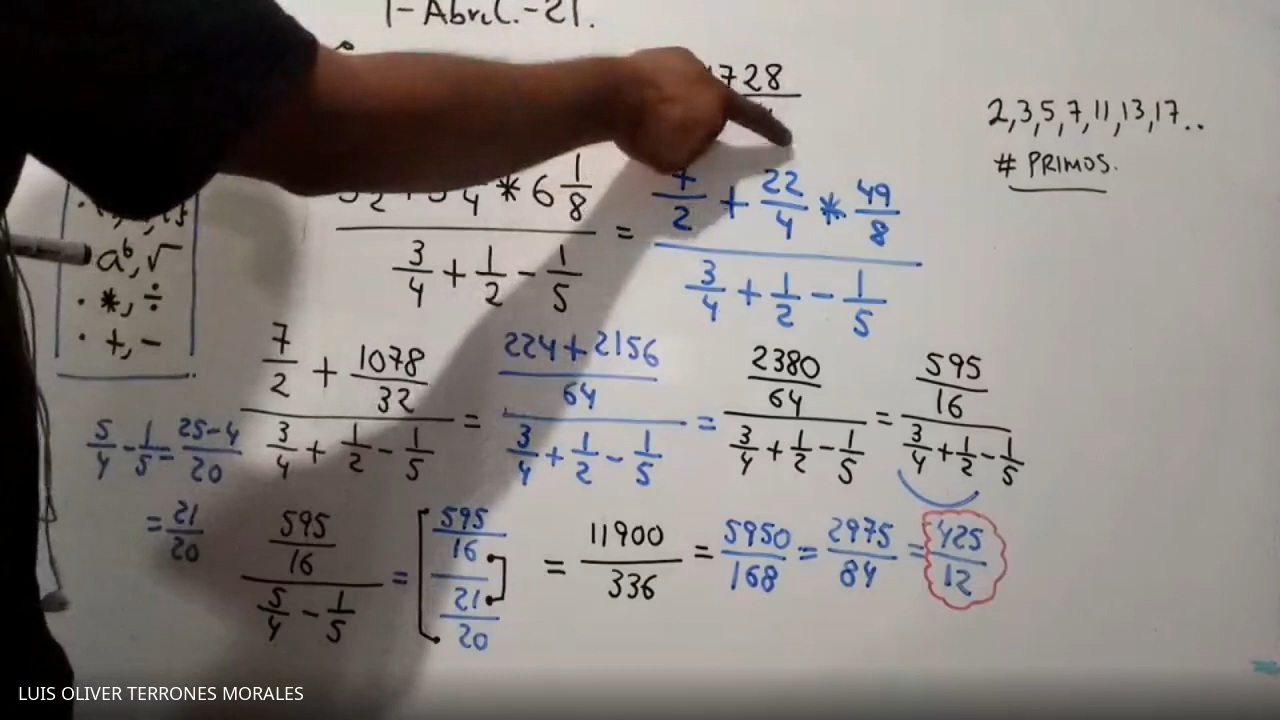 1-Abril.-21.
728
2,3,5,7,11,13,17..
# PRIMOS.
* 6 1/8 / (3/4 + 1/2 - 1/5) = (7/2 + 22/4 * 49/8) / (3/4 + 1/2 - 1/5)
· aᵇ, √
· *, ÷
· +, -
(7/2 + 1078/32) / (3/4 + 1/2 - 1/5) = ((224+2156)/64) / (3/4 + 1/2 - 1/5) = (2380/64) / (3/4 + 1/2 - 1/5) = (595/16) / (3/4 + 1/2 - 1/5)
5/4 - 1/5 = (25-4)/20
= 21/20
(595/16) / (5/4 - 1/5) = [(595/16) / (21/20)] = 11900/336 = 5950/168 = 2975/84 = 425/12
LUIS OLIVER TERRONES MORALES